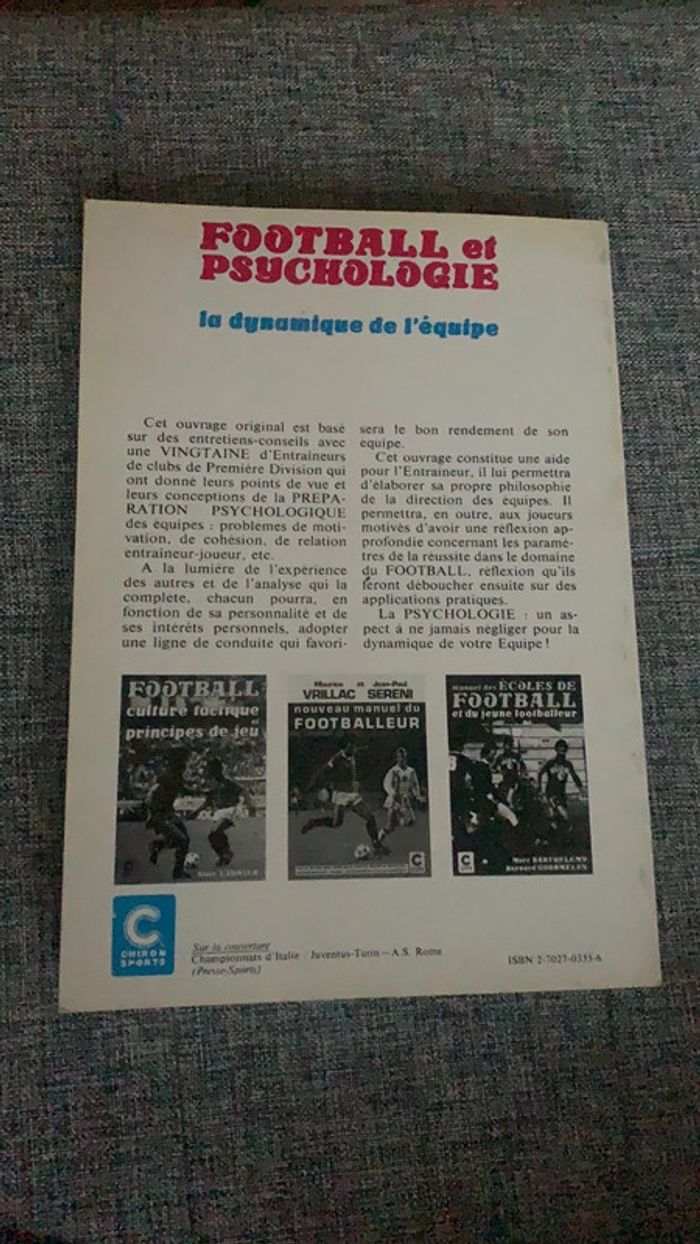 FOOTBALL et
PSYCHOLOGIE
la dynamique de l'équipe
Cet ouvrage original est basé
sur des entretiens-conseils avec
une VINGTAINE d'Entraîneurs
de clubs de Première Division qui
ont donné leurs points de vue et
leurs conceptions de la PREPA-
RATION PSYCHOLOGIQUE
des équipes : problèmes de moti-
vation, de cohésion, de relation
entraîneur-joueur, etc.
A la lumière de l'expérience
des autres et de l'analyse qui la
complète, chacun pourra, en
fonction de sa personnalité et de
ses intérêts personnels, adopter
une ligne de conduite qui favori-
sera le bon rendement de son
équipe.
Cet ouvrage constitue une aide
pour l'Entraîneur, il lui permettra
d'élaborer sa propre philosophie
de la direction des équipes. Il
permettra, en outre, aux joueurs
motivés d'avoir une réflexion ap-
profondie concernant les paramè-
tres de la réussite dans le domaine
du FOOTBALL, réflexion qu'ils
feront déboucher ensuite sur des
applications pratiques.
La PSYCHOLOGIE : un as-
pect à ne jamais négliger pour la
dynamique de votre Equipe !
FOOTBALL
culture tactique
et
principes de jeu
Maurice et Jean-Paul
VRILLAC SERENI
nouveau manuel du
FOOTBALLEUR
C
manuel des ÉCOLES DE
FOOTBALL
et du jeune footballeur
C
Marc BARTHELEMY
Bernard
C
CHIRON
SPORTS
Sur la couverture
Championnats d'Italie : Juventus-Turin — A.S. Rome
(Presse-Sports)
ISBN 2-7027-0335-6